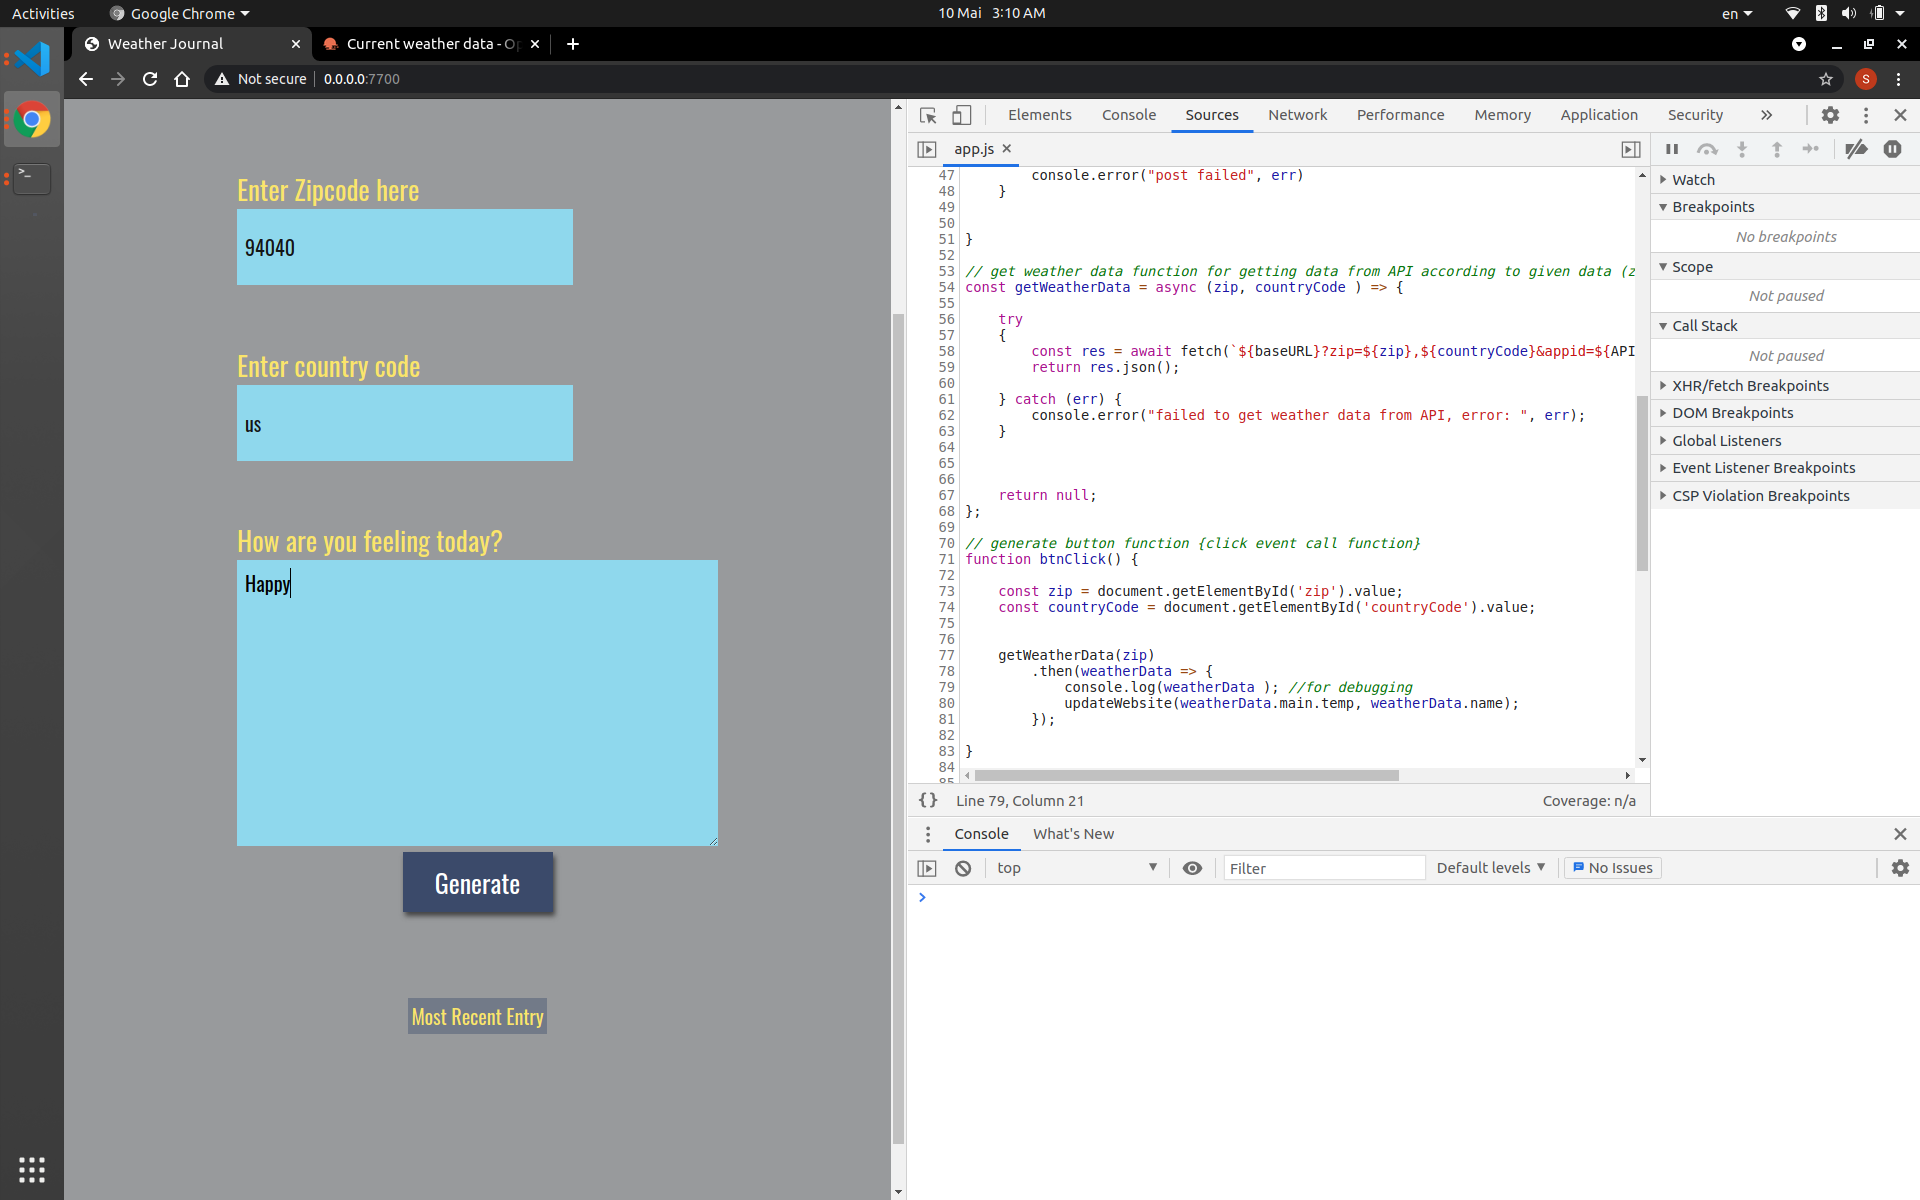 Activities
Google Chrome
10 Mai 3:10 AM
en
Weather Journal
Current weather data - Op
Not secure
0.0.0.0:7700
S
Enter Zipcode here
94040
Enter country code
us
How are you feeling today?
Happy
Generate
Most Recent Entry
Elements Console Sources Network Performance Memory Application Security
app.js
47 console.error("post failed", err)
48 }
49
50
51 }
52
53 // get weather data function for getting data from API according to given data (z
54 const getWeatherData = async (zip, countryCode ) => {
55
56 try
57 {
58 const res = await fetch(`${baseURL}?zip=${zip},${countryCode}&appid=${API
59 return res.json();
60
61 } catch (err) {
62 console.error("failed to get weather data from API, error: ", err);
63 }
64
65
66
67 return null;
68 };
69
70 // generate button function {click event call function}
71 function btnClick() {
72
73 const zip = document.getElementById('zip').value;
74 const countryCode = document.getElementById('countryCode').value;
75
76
77 getWeatherData(zip)
78 .then(weatherData => {
79 console.log(weatherData ); //for debugging
80 updateWebsite(weatherData.main.temp, weatherData.name);
81 });
82
83 }
84
85
{} Line 79, Column 21
Coverage: n/a
Watch
Breakpoints
No breakpoints
Scope
Not paused
Call Stack
Not paused
XHR/fetch Breakpoints
DOM Breakpoints
Global Listeners
Event Listener Breakpoints
CSP Violation Breakpoints
Console What's New
top
Filter
Default levels
No Issues